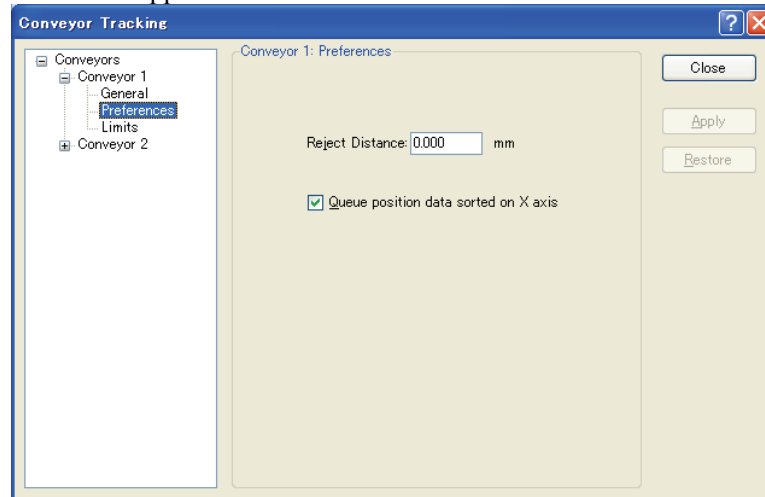 Conveyor Tracking
Conveyors
Conveyor 1
General
Preferences
Limits
Conveyor 2
Conveyor 1: Preferences
Reject Distance: 0.000 mm
Queue position data sorted on X axis
Close
Apply
Restore